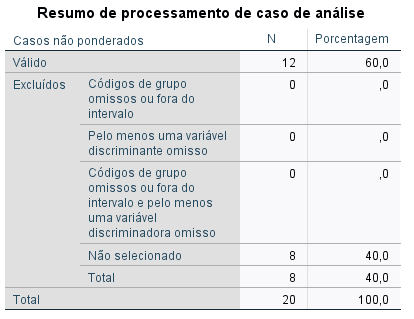 Resumo de processamento de caso de análise
Casos não ponderados N Porcentagem
Válido 12 60,0
Excluídos Códigos de grupo 0 ,0
omissos ou fora do
intervalo
Pelo menos uma variável 0 ,0
discriminante omisso
Códigos de grupo 0 ,0
omissos ou fora do
intervalo e pelo menos
uma variável
discriminadora omisso
Não selecionado 8 40,0
Total 8 40,0
Total 20 100,0